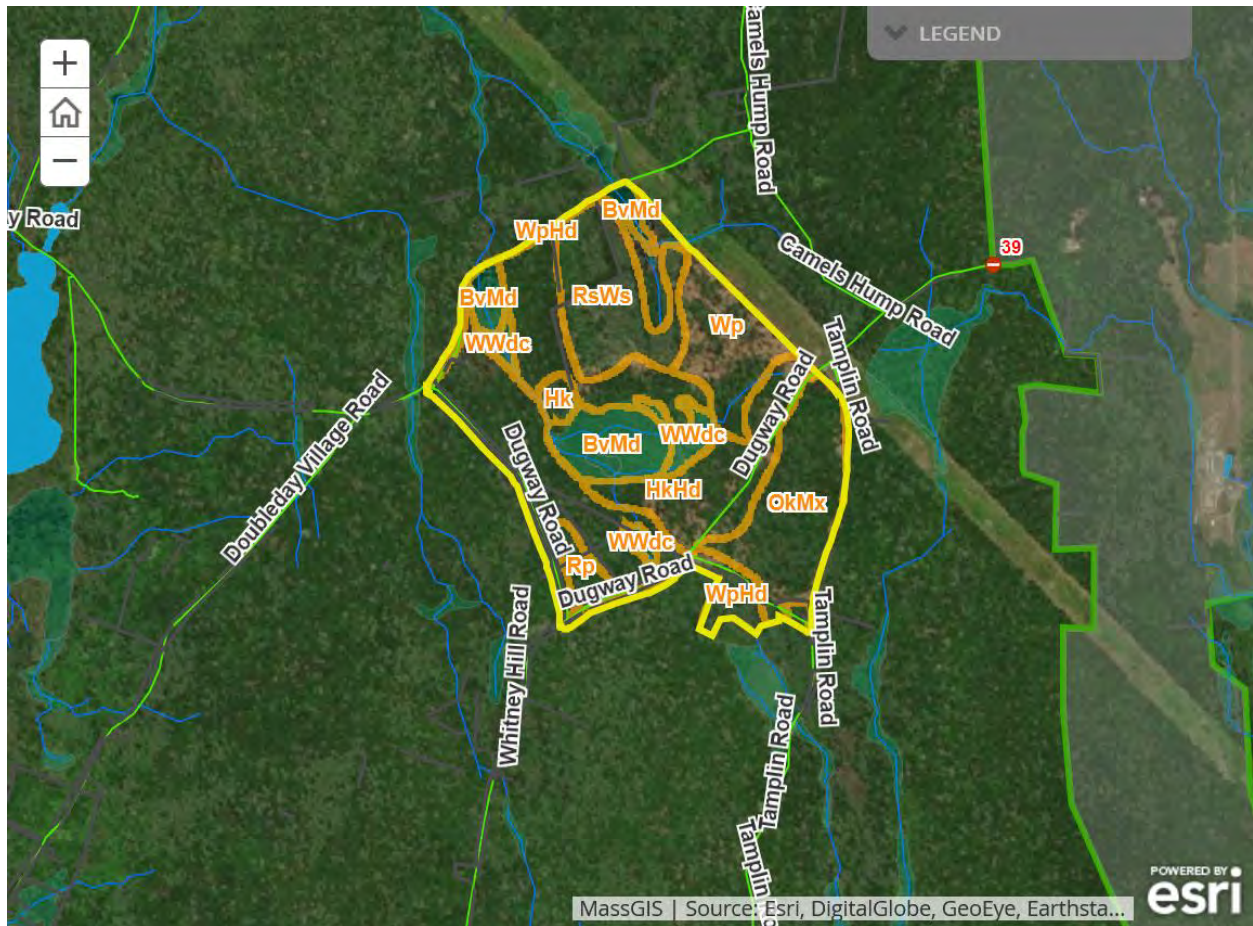 +
−
LEGEND
amels Hump Road
y Road
BvMd
WpHd
39
Camels Hump Road
BvMd
RsWs
Wp
WWdc
Tamplin Road
Doubleday Village Road
Hk
Dugway Road
BvMd
WWdc
Dugway Road
HkHd
OkMx
WWdc
Rp
Dugway Road
WpHd
Whitney Hill Road
Tamplin Road
Tamplin Road
Tamplin
MassGIS | Source: Esri, DigitalGlobe, GeoEye, Earthsta...
POWERED BY
esri